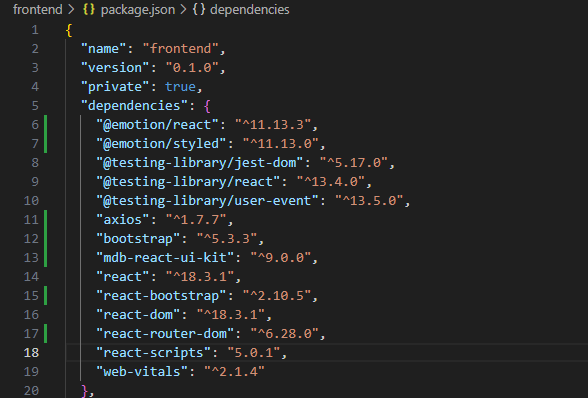 frontend > {} package.json > {} dependencies
1 {
2 "name": "frontend",
3 "version": "0.1.0",
4 "private": true,
5 "dependencies": {
6 "@emotion/react": "^11.13.3",
7 "@emotion/styled": "^11.13.0",
8 "@testing-library/jest-dom": "^5.17.0",
9 "@testing-library/react": "^13.4.0",
10 "@testing-library/user-event": "^13.5.0",
11 "axios": "^1.7.7",
12 "bootstrap": "^5.3.3",
13 "mdb-react-ui-kit": "^9.0.0",
14 "react": "^18.3.1",
15 "react-bootstrap": "^2.10.5",
16 "react-dom": "^18.3.1",
17 "react-router-dom": "^6.28.0",
18 "react-scripts": "5.0.1",
19 "web-vitals": "^2.1.4"
20 },